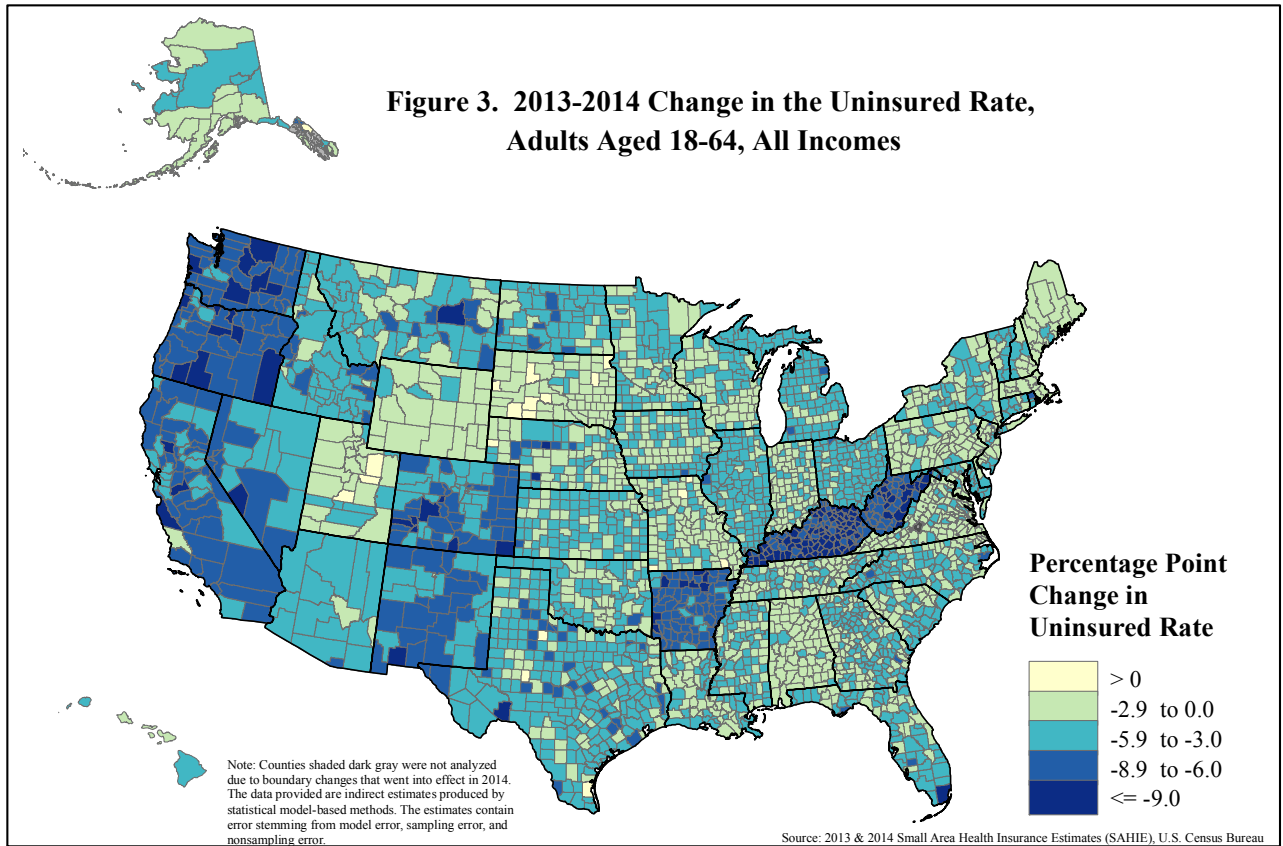 Figure 3. 2013-2014 Change in the Uninsured Rate,
Adults Aged 18-64, All Incomes
Percentage Point
Change in
Uninsured Rate
> 0
-2.9 to 0.0
-5.9 to -3.0
-8.9 to -6.0
<= -9.0
Note: Counties shaded dark gray were not analyzed
due to boundary changes that went into effect in 2014.
The data provided are indirect estimates produced by
statistical model-based methods. The estimates contain
error stemming from model error, sampling error, and
nonsampling error.
Source: 2013 & 2014 Small Area Health Insurance Estimates (SAHIE), U.S. Census Bureau